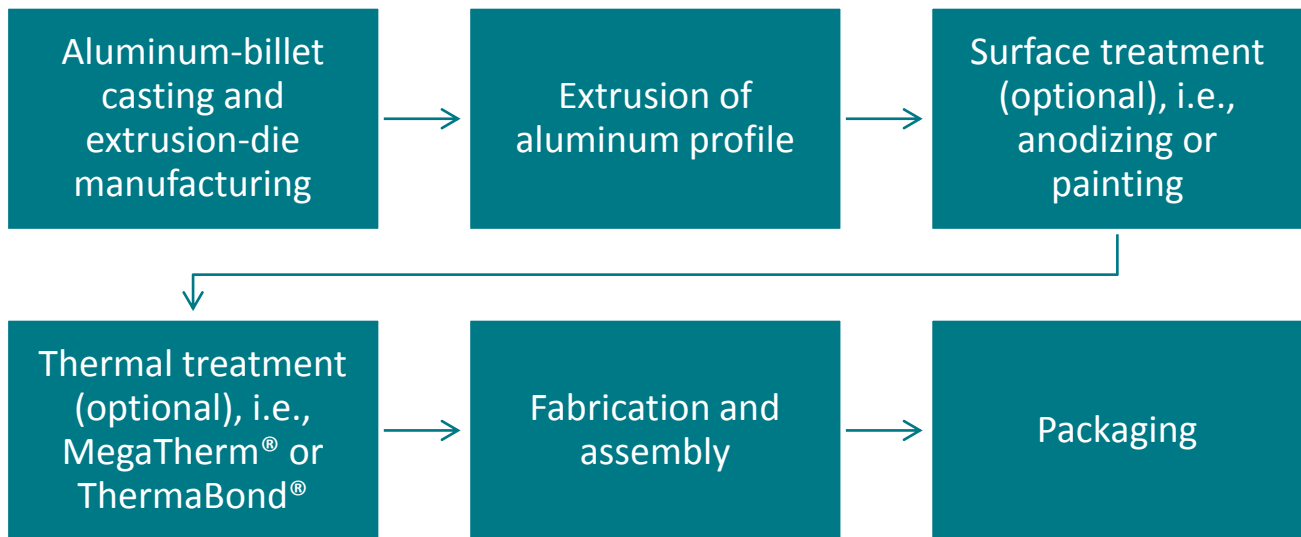 Aluminum-billet
casting and
extrusion-die
manufacturing
Extrusion of
aluminum profile
Surface treatment
(optional), i.e.,
anodizing or
painting
Thermal treatment
(optional), i.e.,
MegaTherm® or
ThermaBond®
Fabrication and
assembly
Packaging